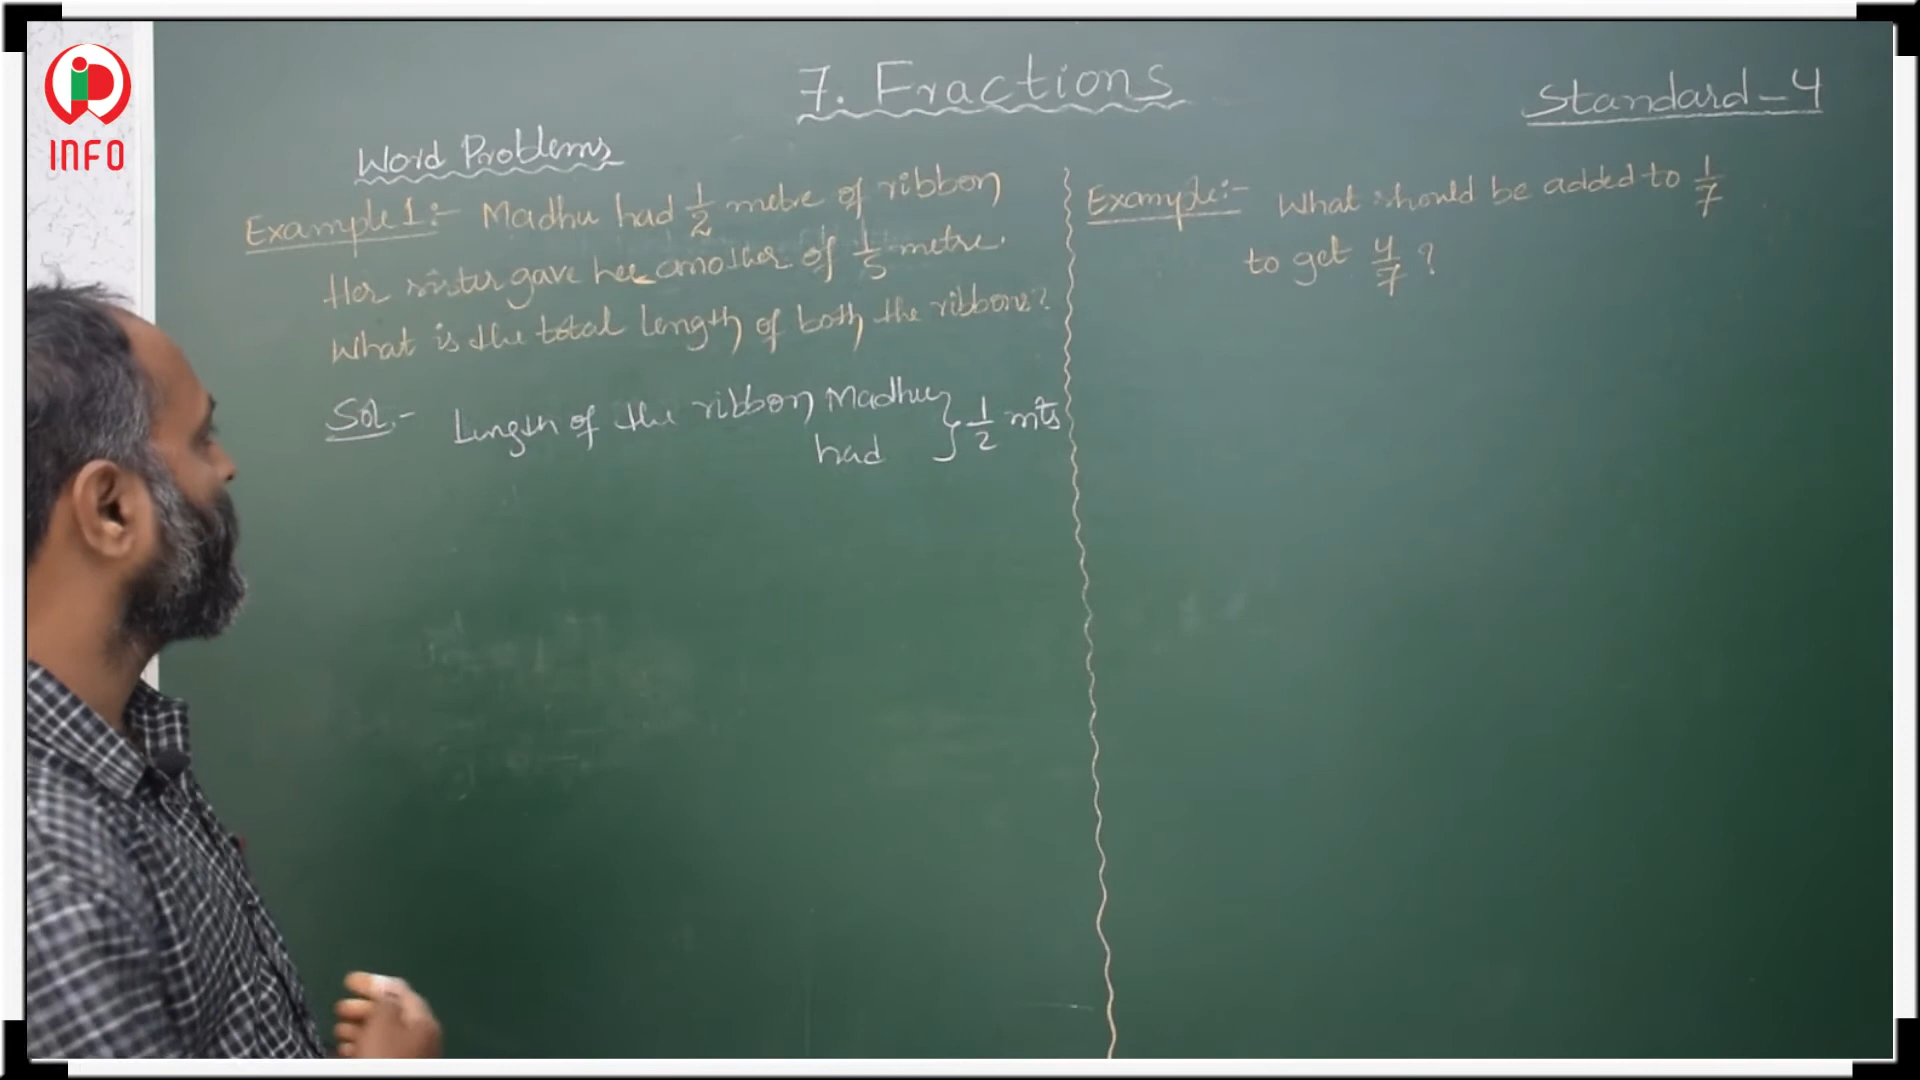 INFO
7. Fractions
Standard-4
Word Problems
Example 1:- Madhu had 1/2 metre of ribbon
Her sister gave her another of 1/5 metre.
What is the total length of both the ribbons?
Sol:- Length of the ribbon Madhu
had } 1/2 mts
Example:- What should be added to 1/7
to get 4/7 ?